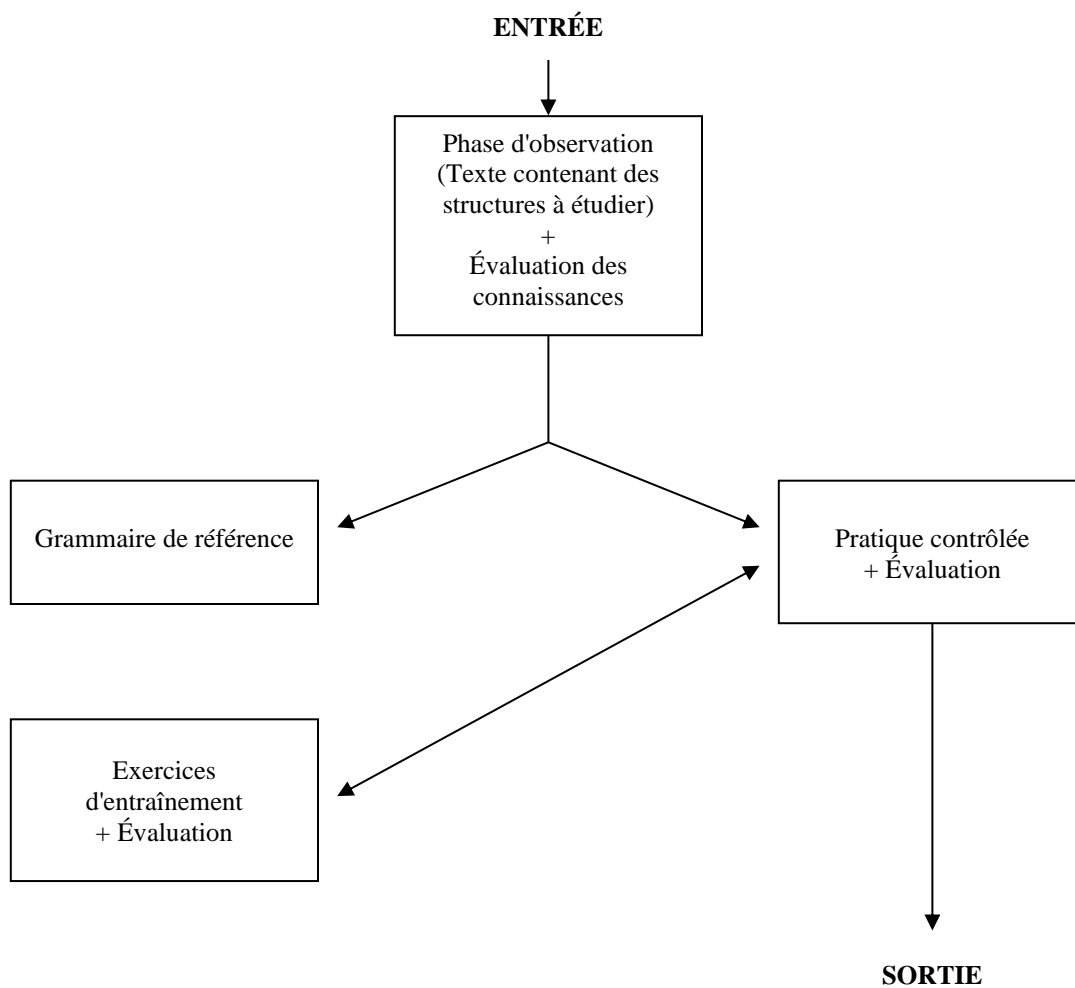 ENTRÉE
Phase d'observation
(Texte contenant des
structures à étudier)
+
Évaluation des
connaissances
Grammaire de référence
Pratique contrôlée
+ Évaluation
Exercices
d'entraînement
+ Évaluation
SORTIE